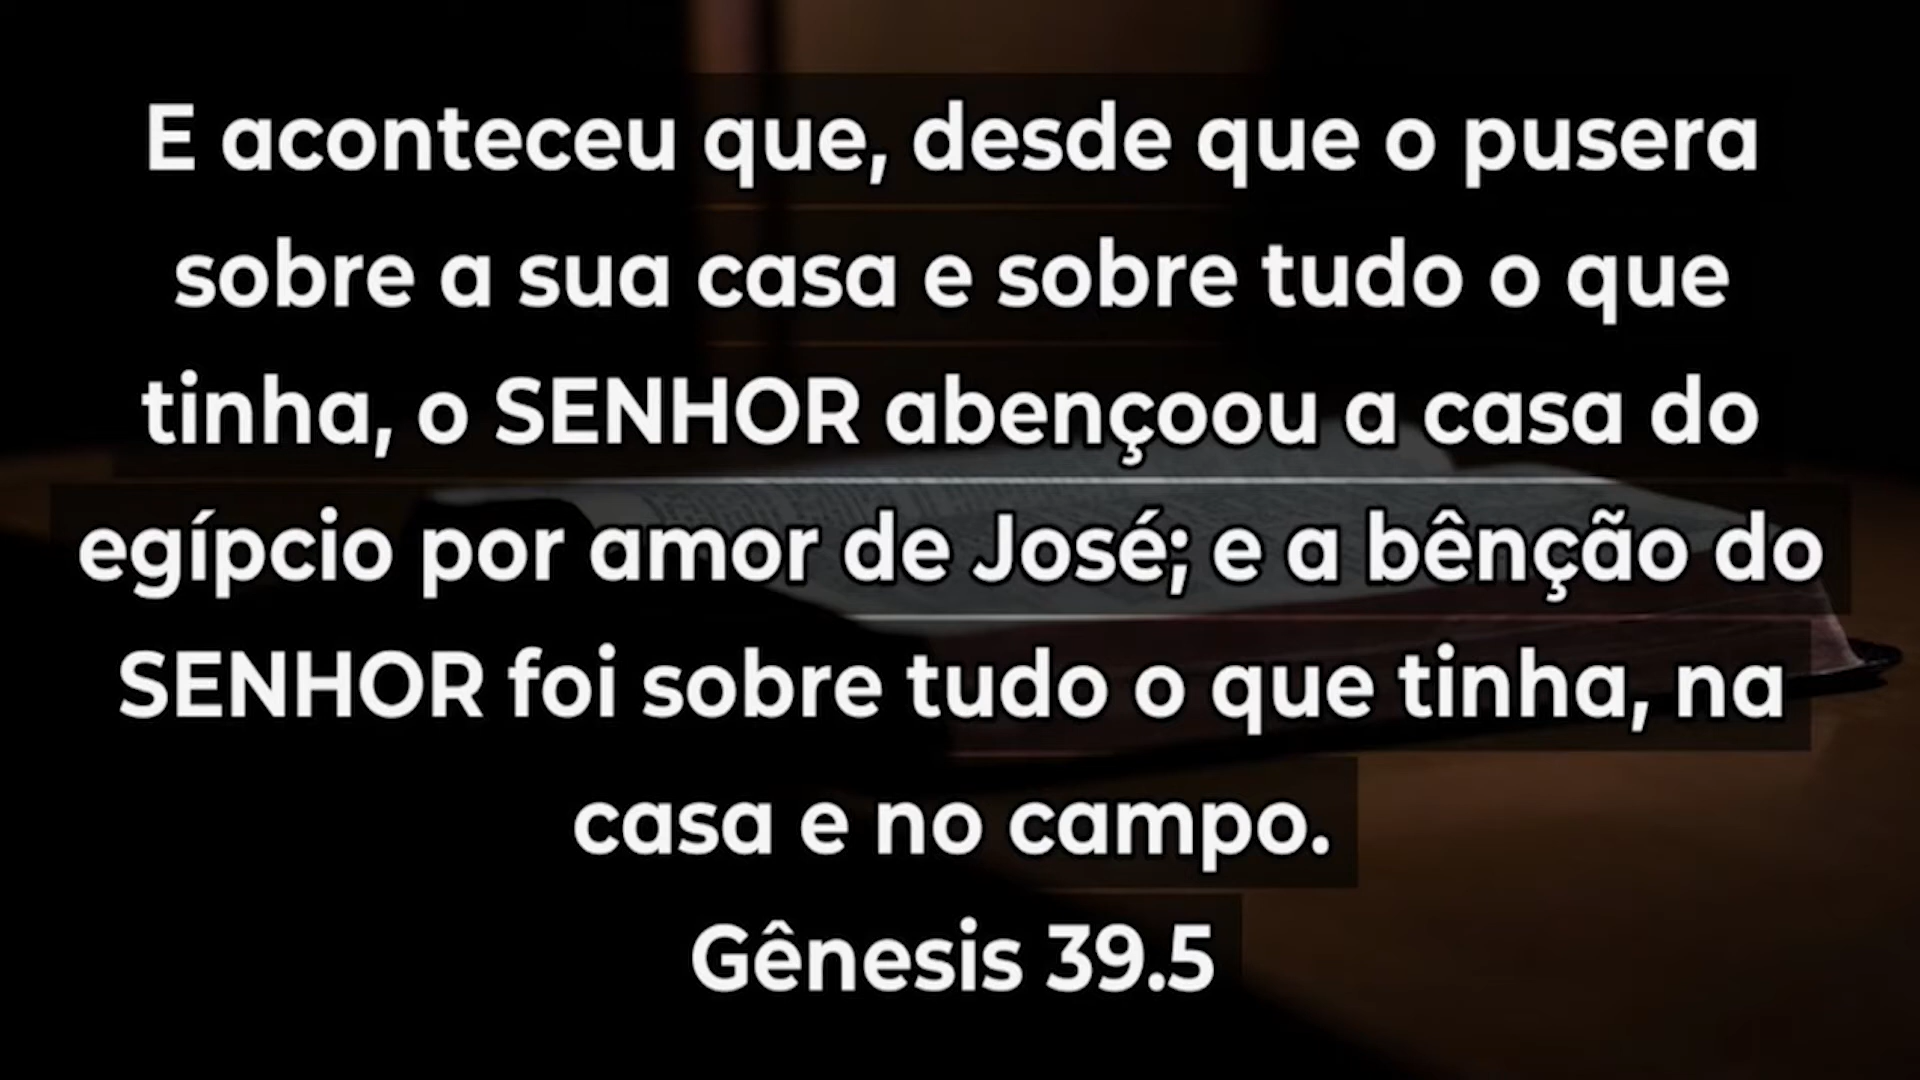 E aconteceu que, desde que o pusera
sobre a sua casa e sobre tudo o que
tinha, o SENHOR abençoou a casa do
egípcio por amor de José; e a bênção do
SENHOR foi sobre tudo o que tinha, na
casa e no campo.
Gênesis 39.5